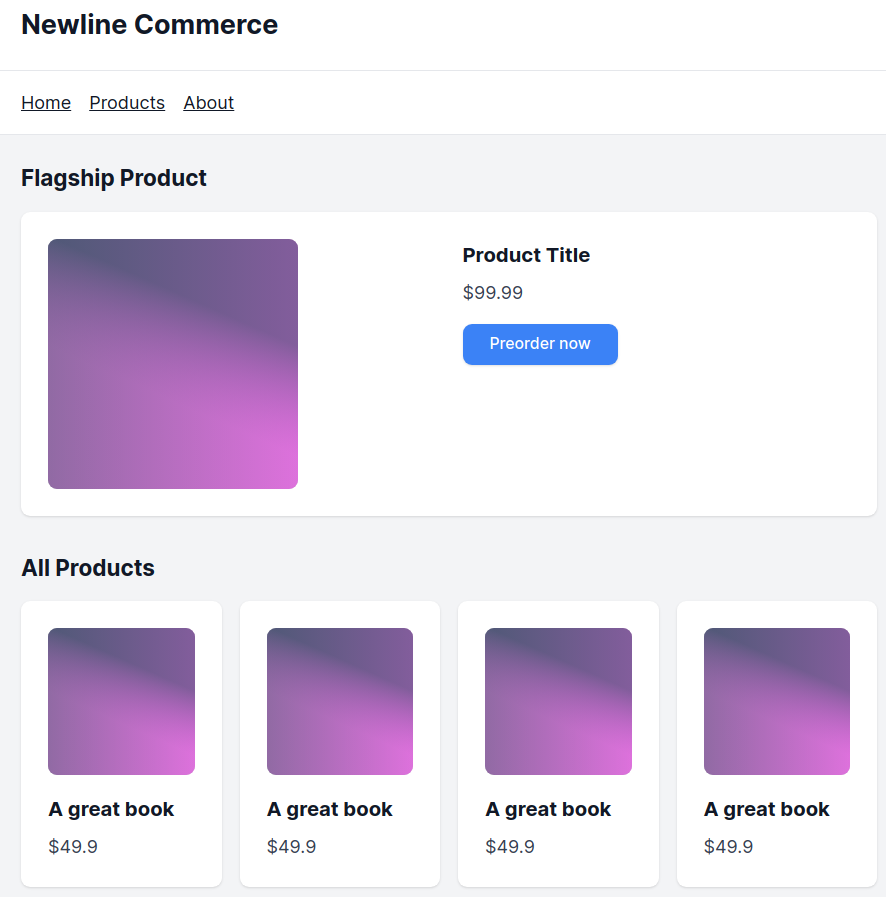 Newline Commerce
Home Products About
Flagship Product
Product Title
$99.99
Preorder now
All Products
A great book
$49.9
A great book
$49.9
A great book
$49.9
A great book
$49.9